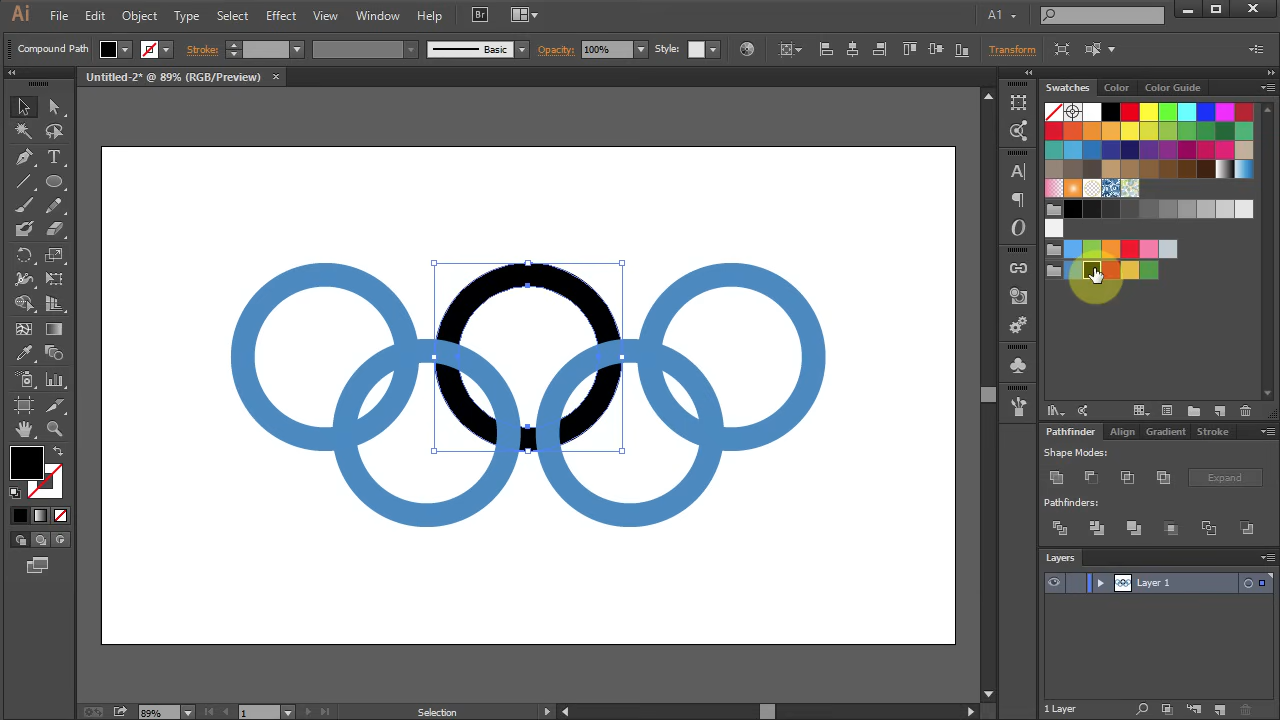 Ai File Edit Object Type Select Effect View Window Help Br A1
Compound Path Stroke: Basic Opacity: 100% Style: Transform
Untitled-2* @ 89% (RGB/Preview) ×
Swatches Color Color Guide
Pathfinder Align Gradient Stroke
Shape Modes:
Expand
Pathfinders:
Layers
Layer 1
1 Layer
89% 1 Selection